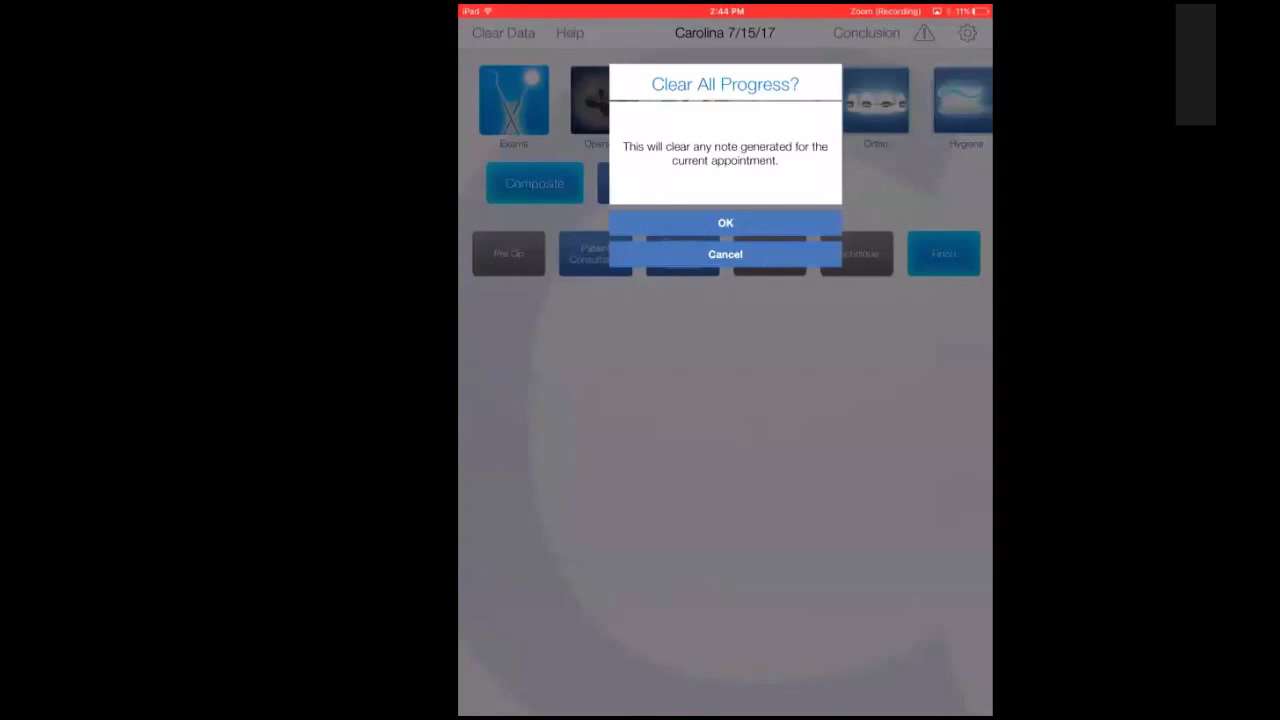 iPad 2:44 PM Zoom (Recording) 11%
Clear Data Help Carolina 7/15/17 Conclusion
Clear All Progress?
This will clear any note generated for the
current appointment.
Exams Ortho Hygiene
Composite
OK
Pre Op Finish
Cancel